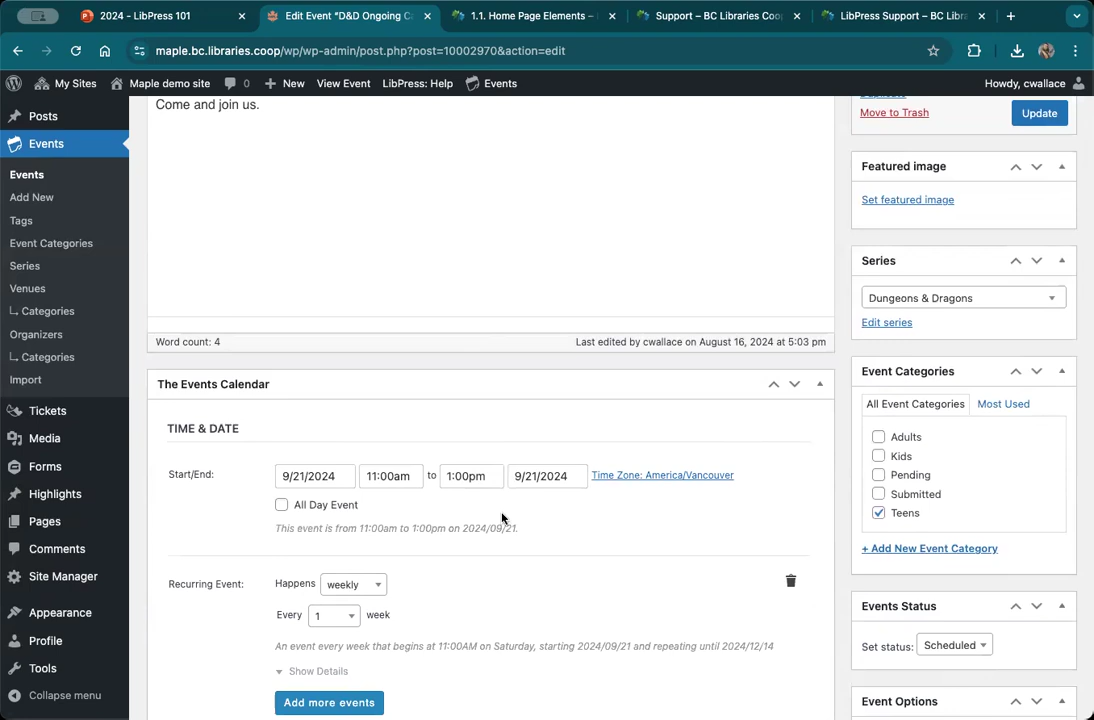 2024 - LibPress 101
Edit Event "D&D Ongoing C
1.1. Home Page Elements –
Support – BC Libraries Coo
LibPress Support – BC Libra
maple.bc.libraries.coop/wp/wp-admin/post.php?post=10002970&action=edit
My Sites
Maple demo site
0
New
View Event
LibPress: Help
Events
Howdy, cwallace
Posts
Events
Events
Add New
Tags
Event Categories
Series
Venues
Categories
Organizers
Categories
Import
Tickets
Media
Forms
Highlights
Pages
Comments
Site Manager
Appearance
Profile
Tools
Collapse menu
Come and join us.
Word count: 4
Last edited by cwallace on August 16, 2024 at 5:03 pm
The Events Calendar
TIME & DATE
Start/End:
9/21/2024
11:00am
to
1:00pm
9/21/2024
Time Zone: America/Vancouver
All Day Event
This event is from 11:00am to 1:00pm on 2024/09/21.
Recurring Event:
Happens
weekly
Every
1
week
An event every week that begins at 11:00AM on Saturday, starting 2024/09/21 and repeating until 2024/12/14
Show Details
Add more events
Move to Trash
Update
Featured image
Set featured image
Series
Dungeons & Dragons
Edit series
Event Categories
All Event Categories
Most Used
Adults
Kids
Pending
Submitted
Teens
+ Add New Event Category
Events Status
Set status:
Scheduled
Event Options